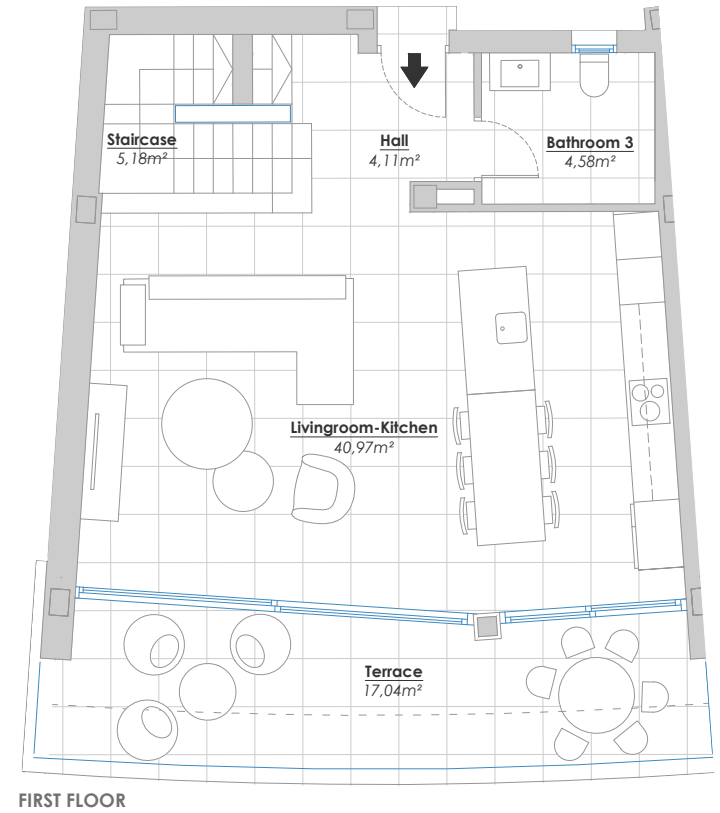 Staircase
5,18m²
Hall
4,11m²
Bathroom 3
4,58m²
Livingroom-Kitchen
40,97m²
Terrace
17,04m²
FIRST FLOOR